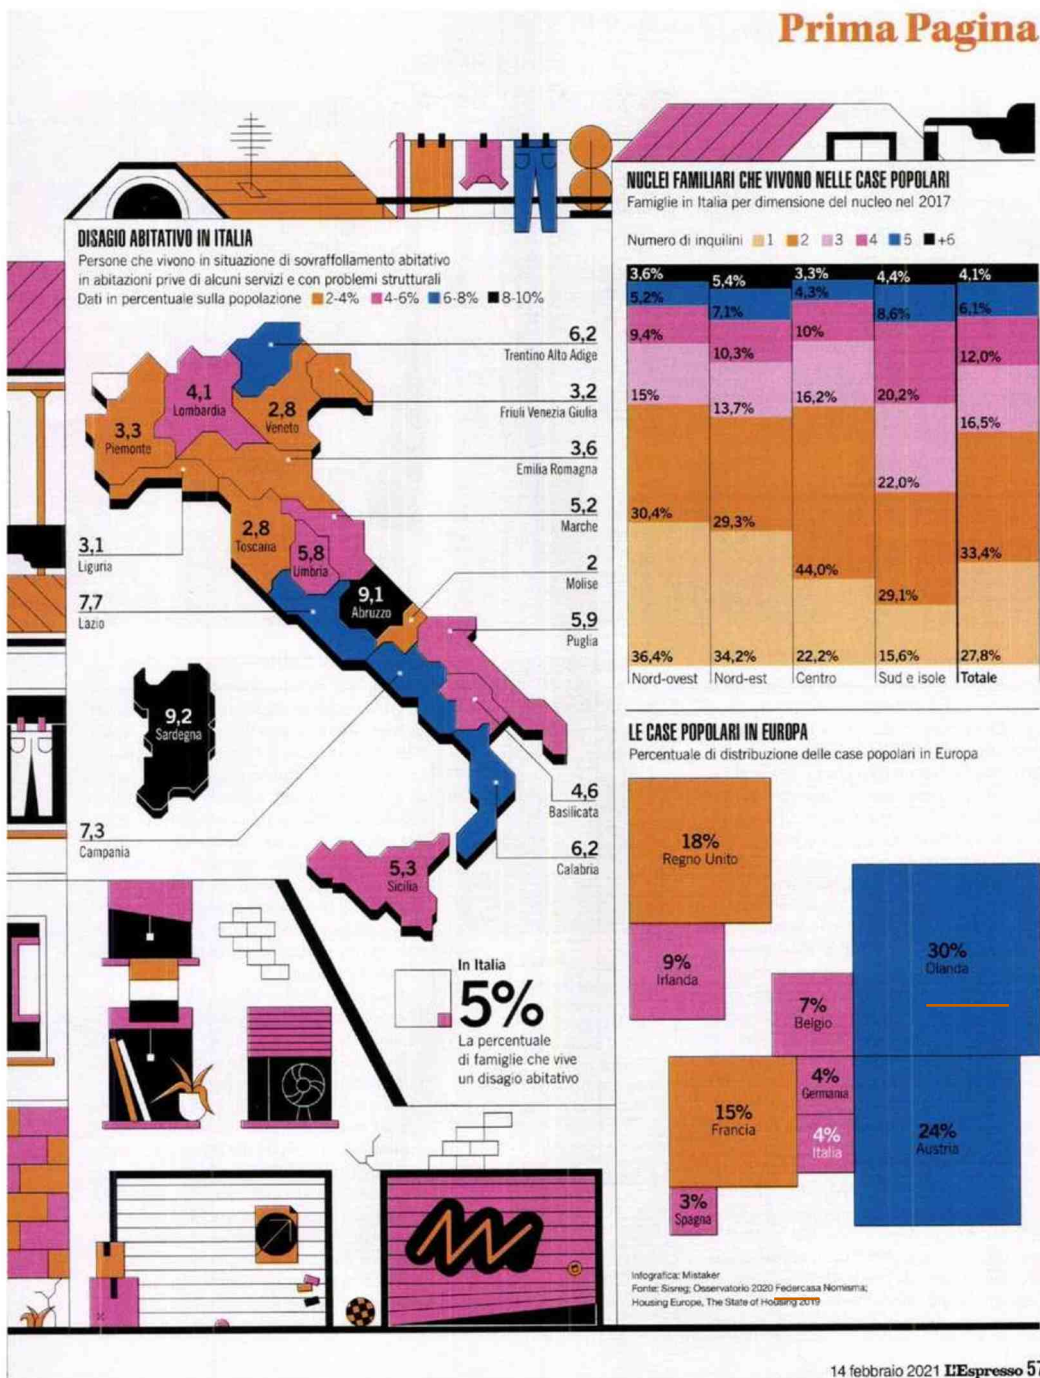 Prima Pagina
DISAGIO ABITATIVO IN ITALIA
Persone che vivono in situazione di sovraffollamento abitativo
in abitazioni prive di alcuni servizi e con problemi strutturali
Dati in percentuale sulla popolazione 2-4% 4-6% 6-8% 8-10%
6,2
Trentino Alto Adige
4,1
Lombardia
3,2
Friuli Venezia Giulia
2,8
Veneto
3,3
Piemonte
3,6
Emilia Romagna
5,2
Marche
2,8
Toscana
3,1
Liguria
5,8
Umbria
2
Molise
7,7
Lazio
9,1
Abruzzo
5,9
Puglia
9,2
Sardegna
4,6
Basilicata
7,3
Campania
6,2
Calabria
5,3
Sicilia
In Italia
5%
La percentuale
di famiglie che vive
un disagio abitativo
NUCLEI FAMILIARI CHE VIVONO NELLE CASE POPOLARI
Famiglie in Italia per dimensione del nucleo nel 2017
Numero di inquilini 1 2 3 4 5 +6
3,6% 5,4% 3,3% 4,4% 4,1%
5,2% 7,1% 4,3% 8,6% 6,1%
9,4% 10,3% 10% 20,2% 12,0%
15% 13,7% 16,2% 22,0% 16,5%
30,4% 29,3% 44,0% 29,1% 33,4%
36,4% 34,2% 22,2% 15,6% 27,8%
Nord-ovest Nord-est Centro Sud e isole Totale
LE CASE POPOLARI IN EUROPA
Percentuale di distribuzione delle case popolari in Europa
18%
Regno Unito
30%
Olanda
9%
Irlanda
7%
Belgio
4%
Germania
15%
Francia
4%
Italia
24%
Austria
3%
Spagna
Infografica: Mistaker
Fonte: Sisreg; Osservatorio 2020 Federcasa Nomisma;
Housing Europe, The State of Housing 2019
14 febbraio 2021 L'Espresso 57